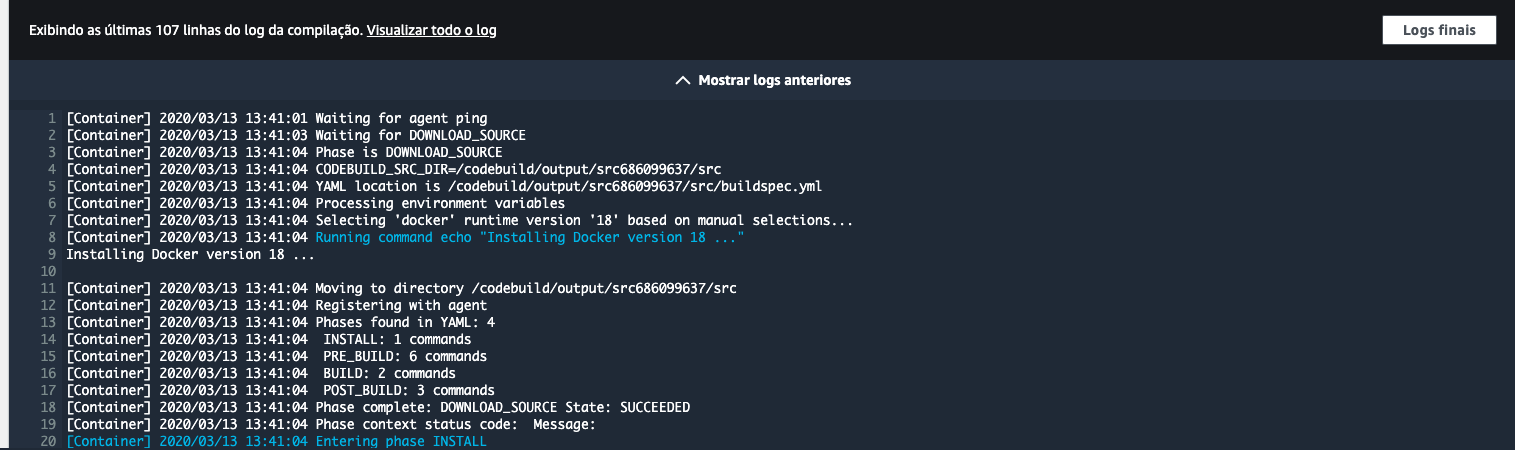 Exibindo as últimas 107 linhas do log da compilação. Visualizar todo o log
Logs finais
Mostrar logs anteriores
1 [Container] 2020/03/13 13:41:01 Waiting for agent ping
2 [Container] 2020/03/13 13:41:03 Waiting for DOWNLOAD_SOURCE
3 [Container] 2020/03/13 13:41:04 Phase is DOWNLOAD_SOURCE
4 [Container] 2020/03/13 13:41:04 CODEBUILD_SRC_DIR=/codebuild/output/src686099637/src
5 [Container] 2020/03/13 13:41:04 YAML location is /codebuild/output/src686099637/src/buildspec.yml
6 [Container] 2020/03/13 13:41:04 Processing environment variables
7 [Container] 2020/03/13 13:41:04 Selecting 'docker' runtime version '18' based on manual selections...
8 [Container] 2020/03/13 13:41:04 Running command echo "Installing Docker version 18 ..."
9 Installing Docker version 18 ...
10
11 [Container] 2020/03/13 13:41:04 Moving to directory /codebuild/output/src686099637/src
12 [Container] 2020/03/13 13:41:04 Registering with agent
13 [Container] 2020/03/13 13:41:04 Phases found in YAML: 4
14 [Container] 2020/03/13 13:41:04  INSTALL: 1 commands
15 [Container] 2020/03/13 13:41:04  PRE_BUILD: 6 commands
16 [Container] 2020/03/13 13:41:04  BUILD: 2 commands
17 [Container] 2020/03/13 13:41:04  POST_BUILD: 3 commands
18 [Container] 2020/03/13 13:41:04 Phase complete: DOWNLOAD_SOURCE State: SUCCEEDED
19 [Container] 2020/03/13 13:41:04 Phase context status code:  Message:
20 [Container] 2020/03/13 13:41:04 Entering phase INSTALL